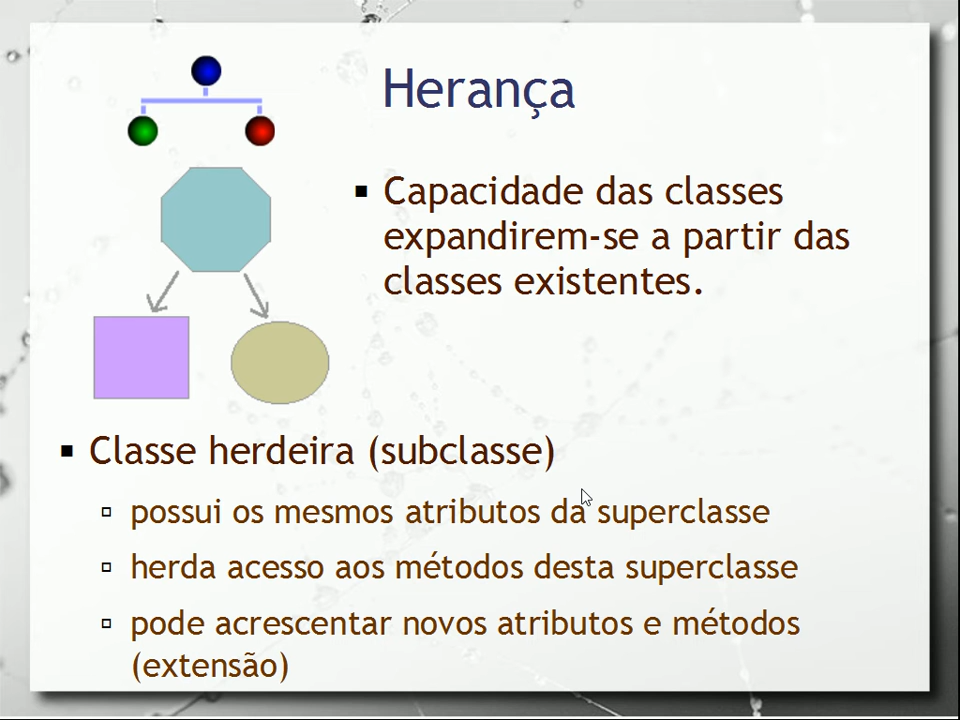 Herança
Capacidade das classes
expandirem-se a partir das
classes existentes.
Classe herdeira (subclasse)
possui os mesmos atributos da superclasse
herda acesso aos métodos desta superclasse
pode acrescentar novos atributos e métodos
(extensão)